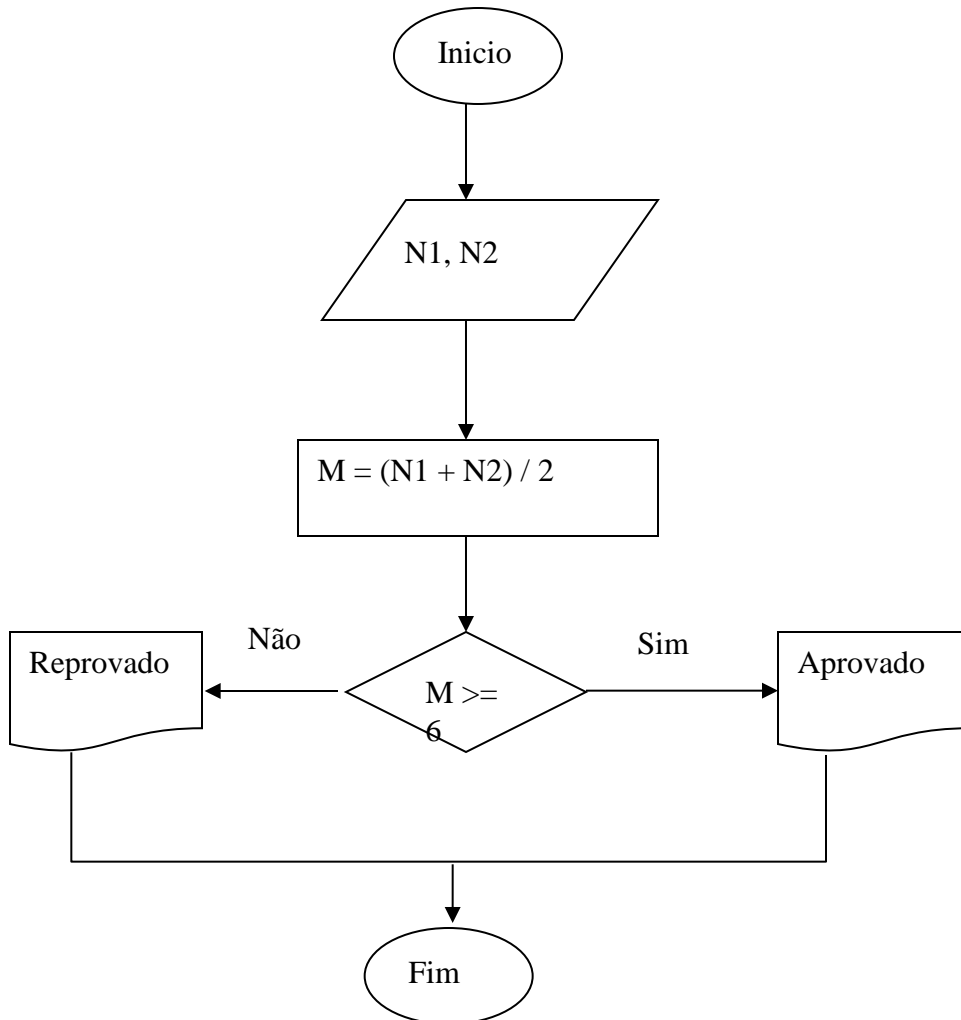 Inicio
N1, N2
M = (N1 + N2) / 2
Não
Sim
Reprovado
M >=
6
Aprovado
Fim